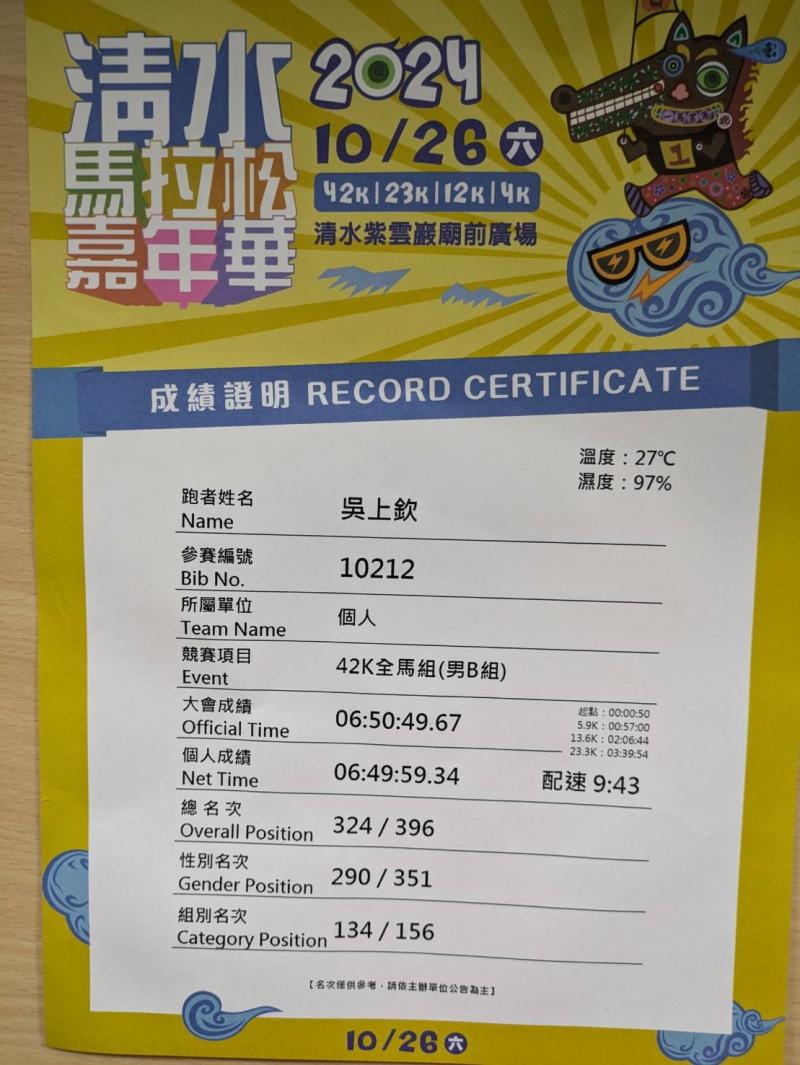 清水
馬拉松
嘉年華
2024
10/26 六
42K|23K|12K|4K
清水紫雲巖廟前廣場
1
成績證明 RECORD CERTIFICATE
溫度：27℃
濕度：97%
跑者姓名
Name
吳上欽
參賽編號
Bib No.
10212
所屬單位
Team Name
個人
競賽項目
Event
42K全馬組(男B組)
大會成績
Official Time
06:50:49.67
起點：00:00:50
5.9K：00:57:00
13.6K：02:06:44
23.3K：03:39:54
個人成績
Net Time
06:49:59.34
配速 9:43
總名次
Overall Position
324 / 396
性別名次
Gender Position
290 / 351
組別名次
Category Position
134 / 156
【名次僅供參考，請依主辦單位公告為主】
10/26 六